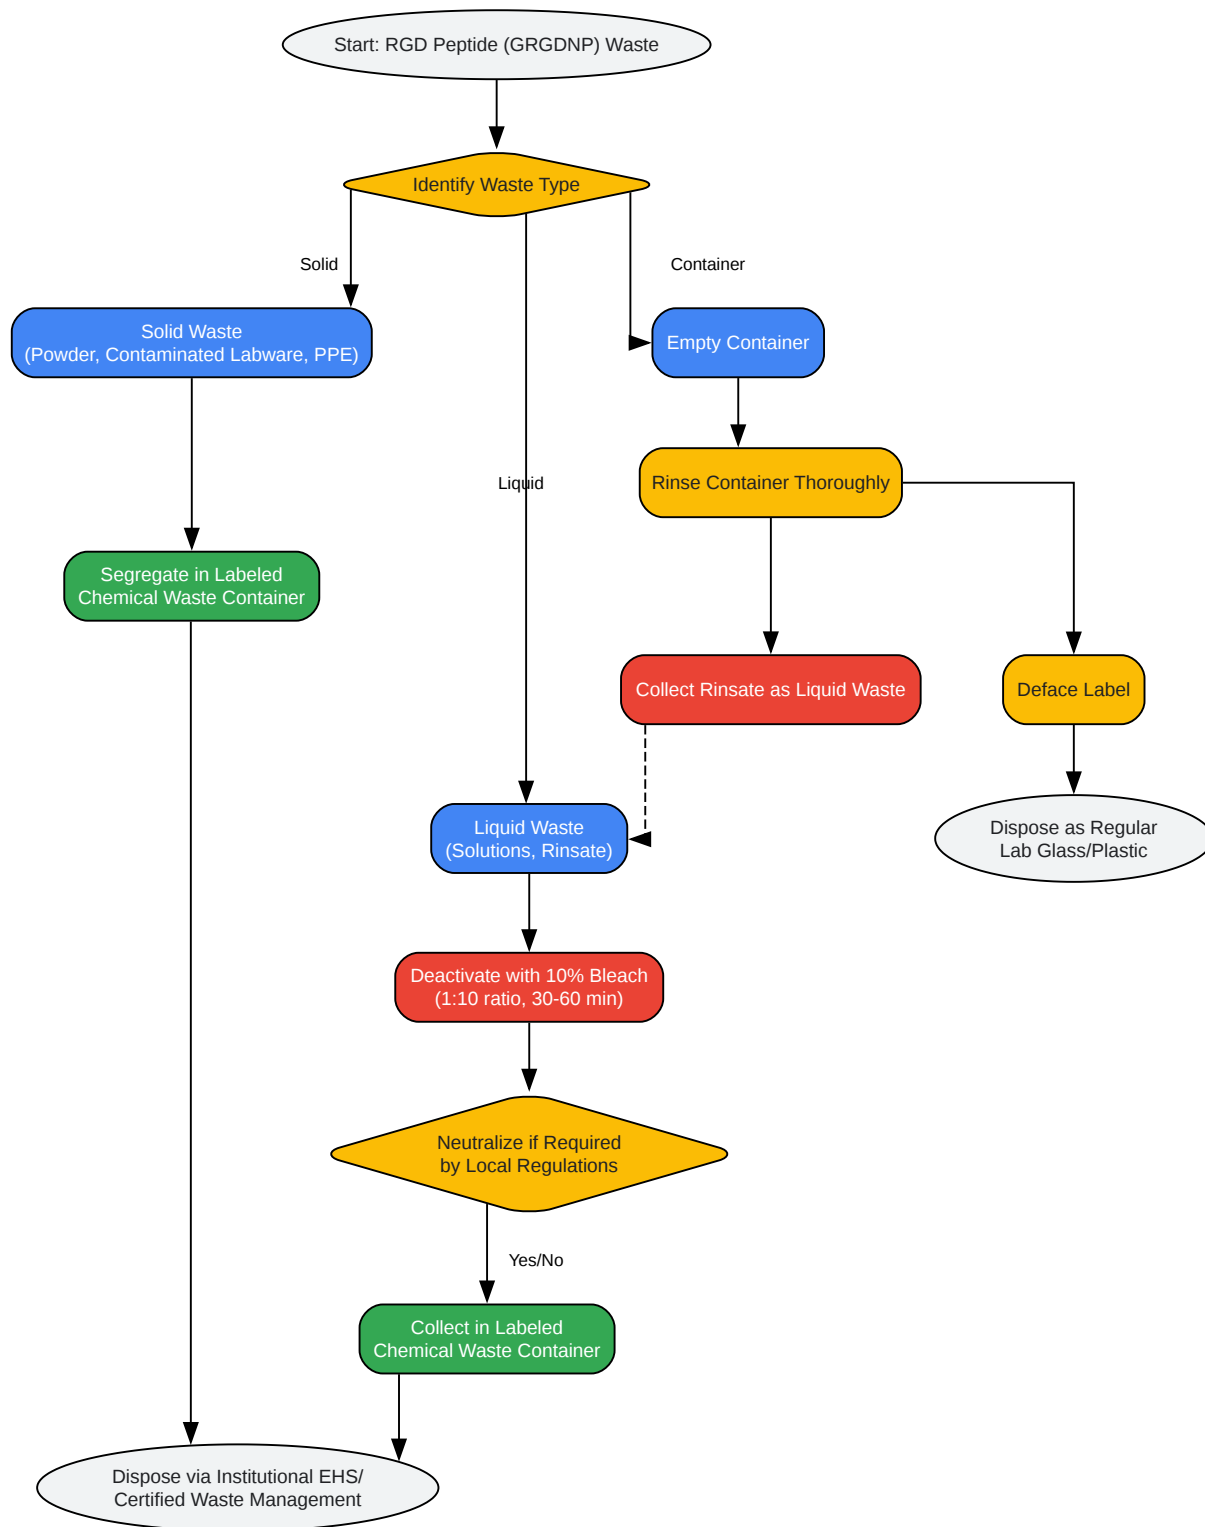 Start: RGD Peptide (GRGDNP) Waste
Identify Waste Type
Solid
Container
Solid Waste
(Powder, Contaminated Labware, PPE)
Empty Container
Liquid
Rinse Container Thoroughly
Segregate in Labeled
Chemical Waste Container
Collect Rinsate as Liquid Waste
Deface Label
Liquid Waste
(Solutions, Rinsate)
Dispose as Regular
Lab Glass/Plastic
Deactivate with 10% Bleach
(1:10 ratio, 30-60 min)
Neutralize if Required
by Local Regulations
Yes/No
Collect in Labeled
Chemical Waste Container
Dispose via Institutional EHS/
Certified Waste Management